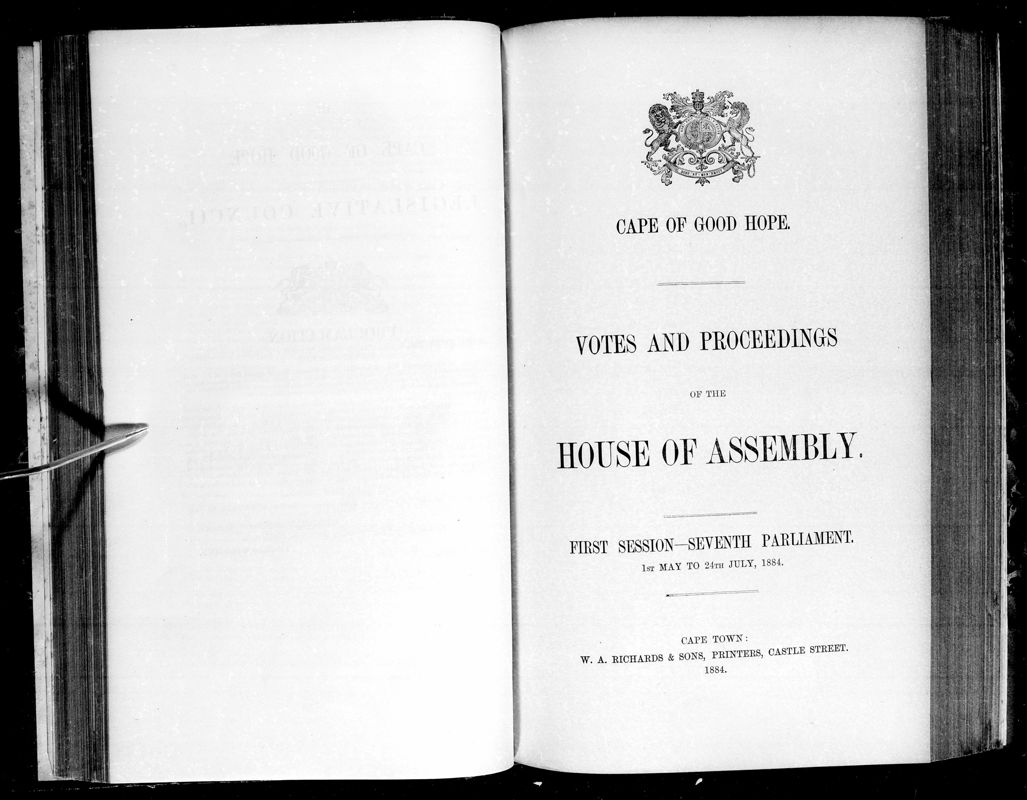 CAPE OF GOOD HOPE.
VOTES AND PROCEEDINGS
OF THE
HOUSE OF ASSEMBLY.
FIRST SESSION—SEVENTH PARLIAMENT.
1ST MAY TO 24TH JULY, 1884.
CAPE TOWN:
W. A. RICHARDS & SONS, PRINTERS, CASTLE STREET.
1884.